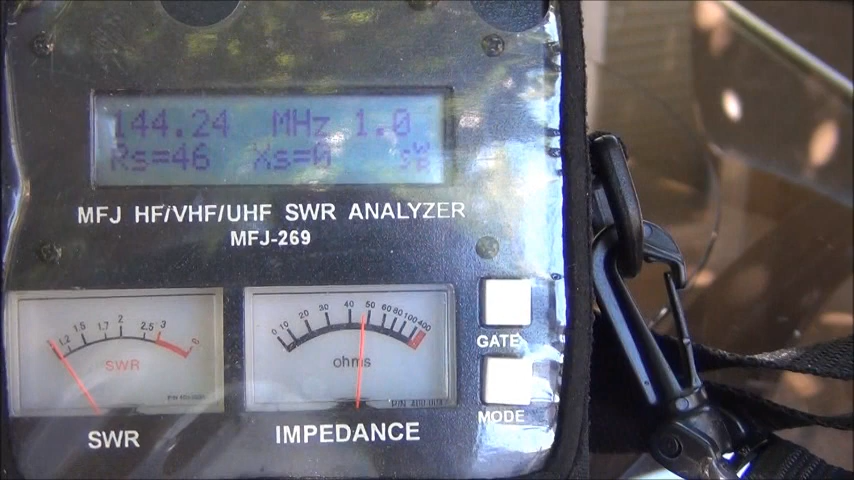 144.24 MHz 1.0
Rs=46 Xs=0
MFJ HF/VHF/UHF SWR ANALYZER
MFJ-269
1.2 1.5 1.7 2 2.5 3
SWR
SWR
0 10 20 30 40 50 60 80 100 400
ohms
IMPEDANCE
GATE
MODE